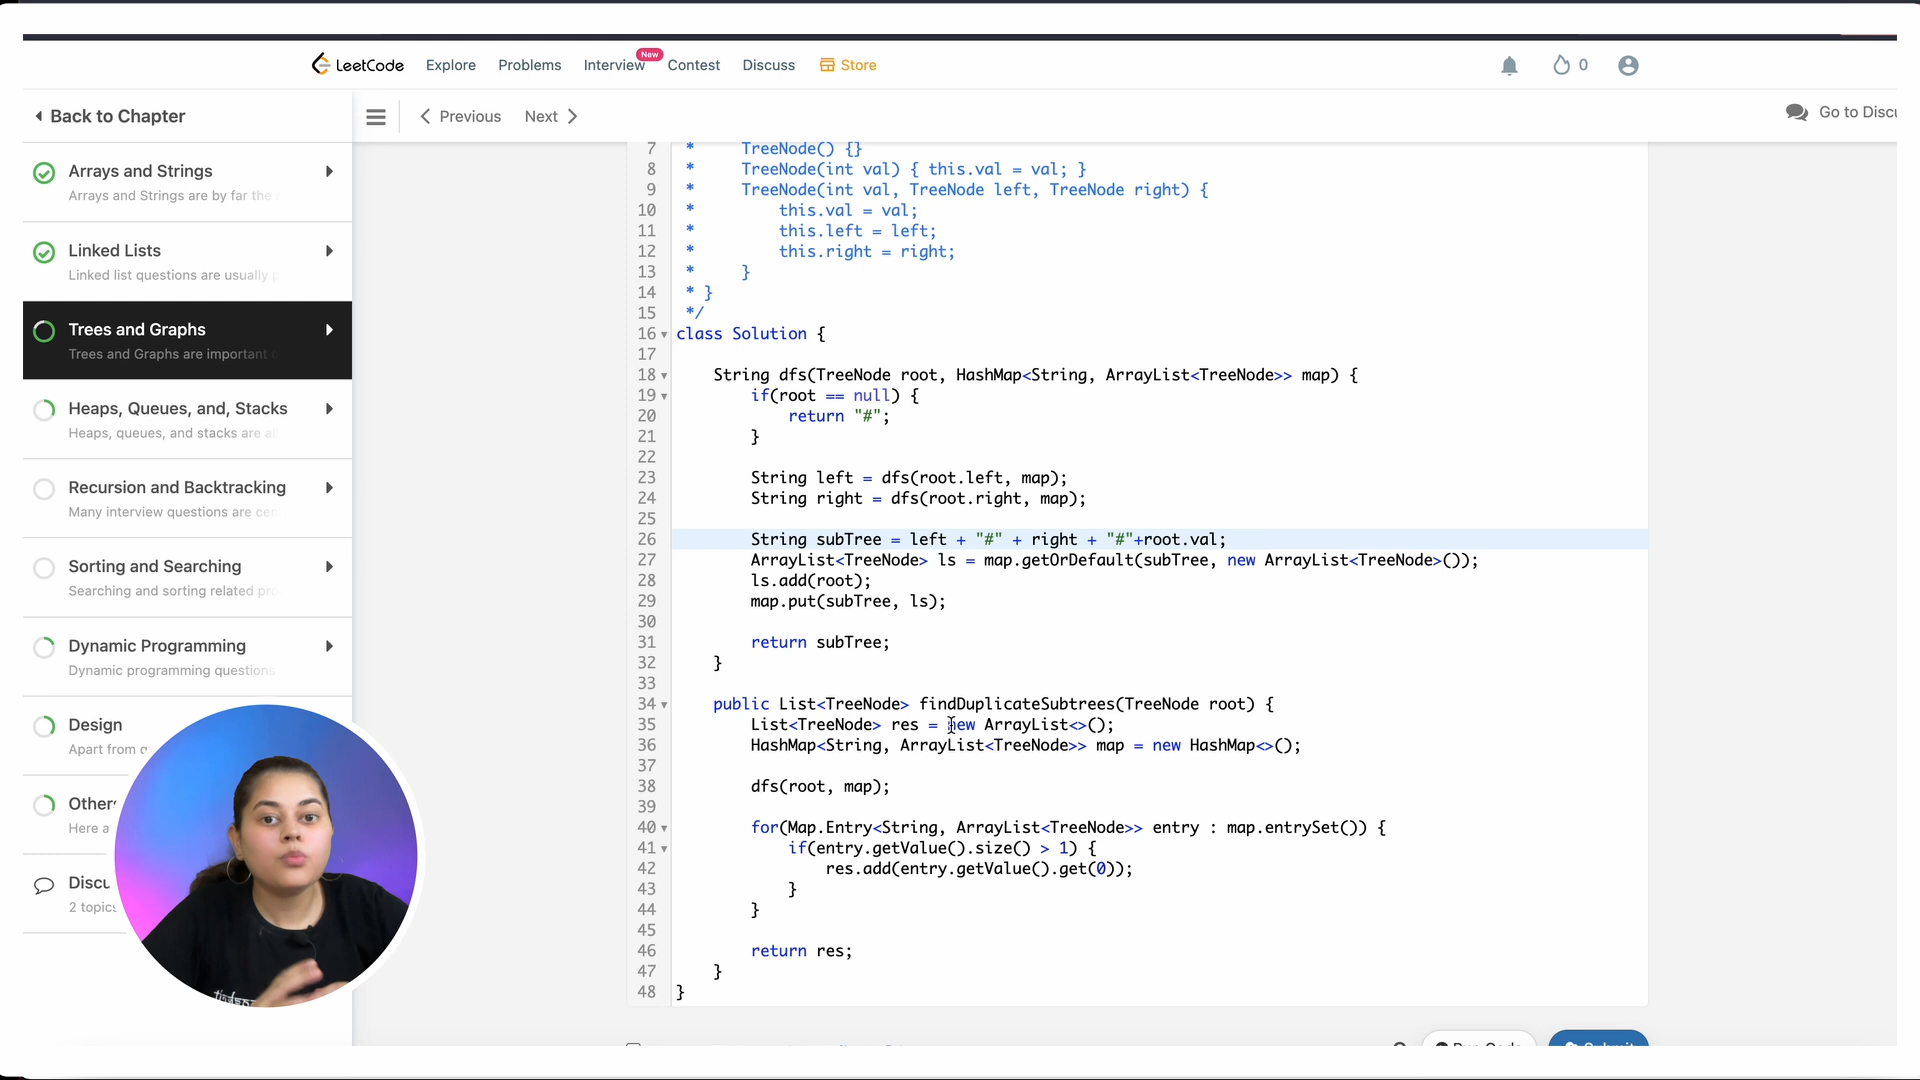 LeetCode Explore Problems Interview New Contest Discuss Store 0
Back to Chapter
Previous Next
Go to Discu
Arrays and Strings
Arrays and Strings are by far the
Linked Lists
Linked list questions are usually
Trees and Graphs
Trees and Graphs are important
Heaps, Queues, and, Stacks
Heaps, queues, and stacks are al
Recursion and Backtracking
Many interview questions are cen
Sorting and Searching
Searching and sorting related pro
Dynamic Programming
Dynamic programming questions
Design
Apart from
Other
Here a
Discu
2 topics
7 * TreeNode() {}
8 * TreeNode(int val) { this.val = val; }
9 * TreeNode(int val, TreeNode left, TreeNode right) {
10 * this.val = val;
11 * this.left = left;
12 * this.right = right;
13 * }
14 * }
15 */
16 class Solution {
17
18 String dfs(TreeNode root, HashMap<String, ArrayList<TreeNode>> map) {
19 if(root == null) {
20 return "#";
21 }
22
23 String left = dfs(root.left, map);
24 String right = dfs(root.right, map);
25
26 String subTree = left + "#" + right + "#"+root.val;
27 ArrayList<TreeNode> ls = map.getOrDefault(subTree, new ArrayList<TreeNode>());
28 ls.add(root);
29 map.put(subTree, ls);
30
31 return subTree;
32 }
33
34 public List<TreeNode> findDuplicateSubtrees(TreeNode root) {
35 List<TreeNode> res = new ArrayList<>();
36 HashMap<String, ArrayList<TreeNode>> map = new HashMap<>();
37
38 dfs(root, map);
39
40 for(Map.Entry<String, ArrayList<TreeNode>> entry : map.entrySet()) {
41 if(entry.getValue().size() > 1) {
42 res.add(entry.getValue().get(0));
43 }
44 }
45
46 return res;
47 }
48 }
Run Code Submit